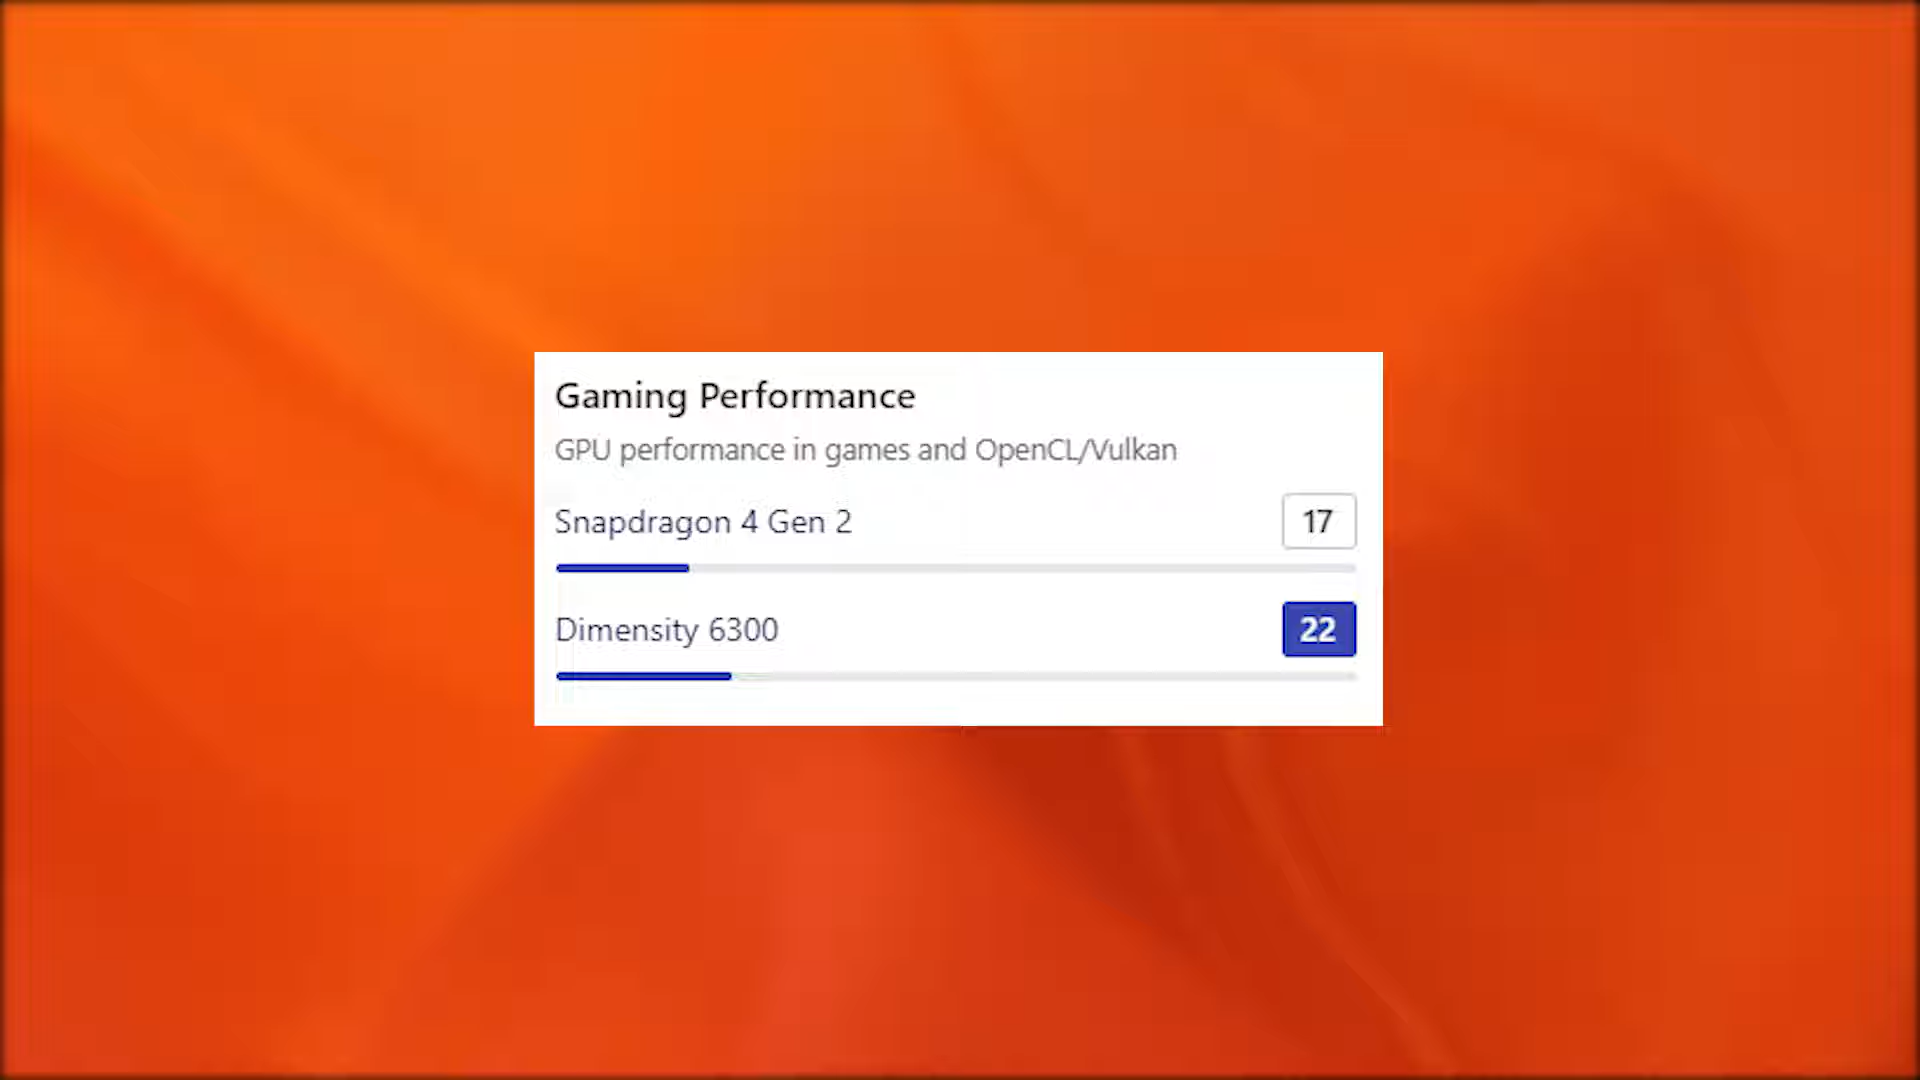 Gaming Performance
GPU performance in games and OpenCL/Vulkan
Snapdragon 4 Gen 2 17
Dimensity 6300 22